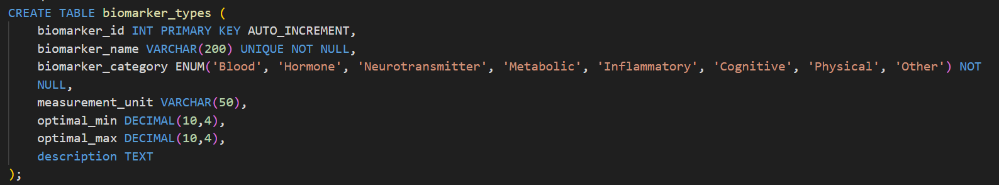 CREATE TABLE biomarker_types (
    biomarker_id INT PRIMARY KEY AUTO_INCREMENT,
    biomarker_name VARCHAR(200) UNIQUE NOT NULL,
    biomarker_category ENUM('Blood', 'Hormone', 'Neurotransmitter', 'Metabolic', 'Inflammatory', 'Cognitive', 'Physical', 'Other') NOT
    NULL,
    measurement_unit VARCHAR(50),
    optimal_min DECIMAL(10,4),
    optimal_max DECIMAL(10,4),
    description TEXT
);